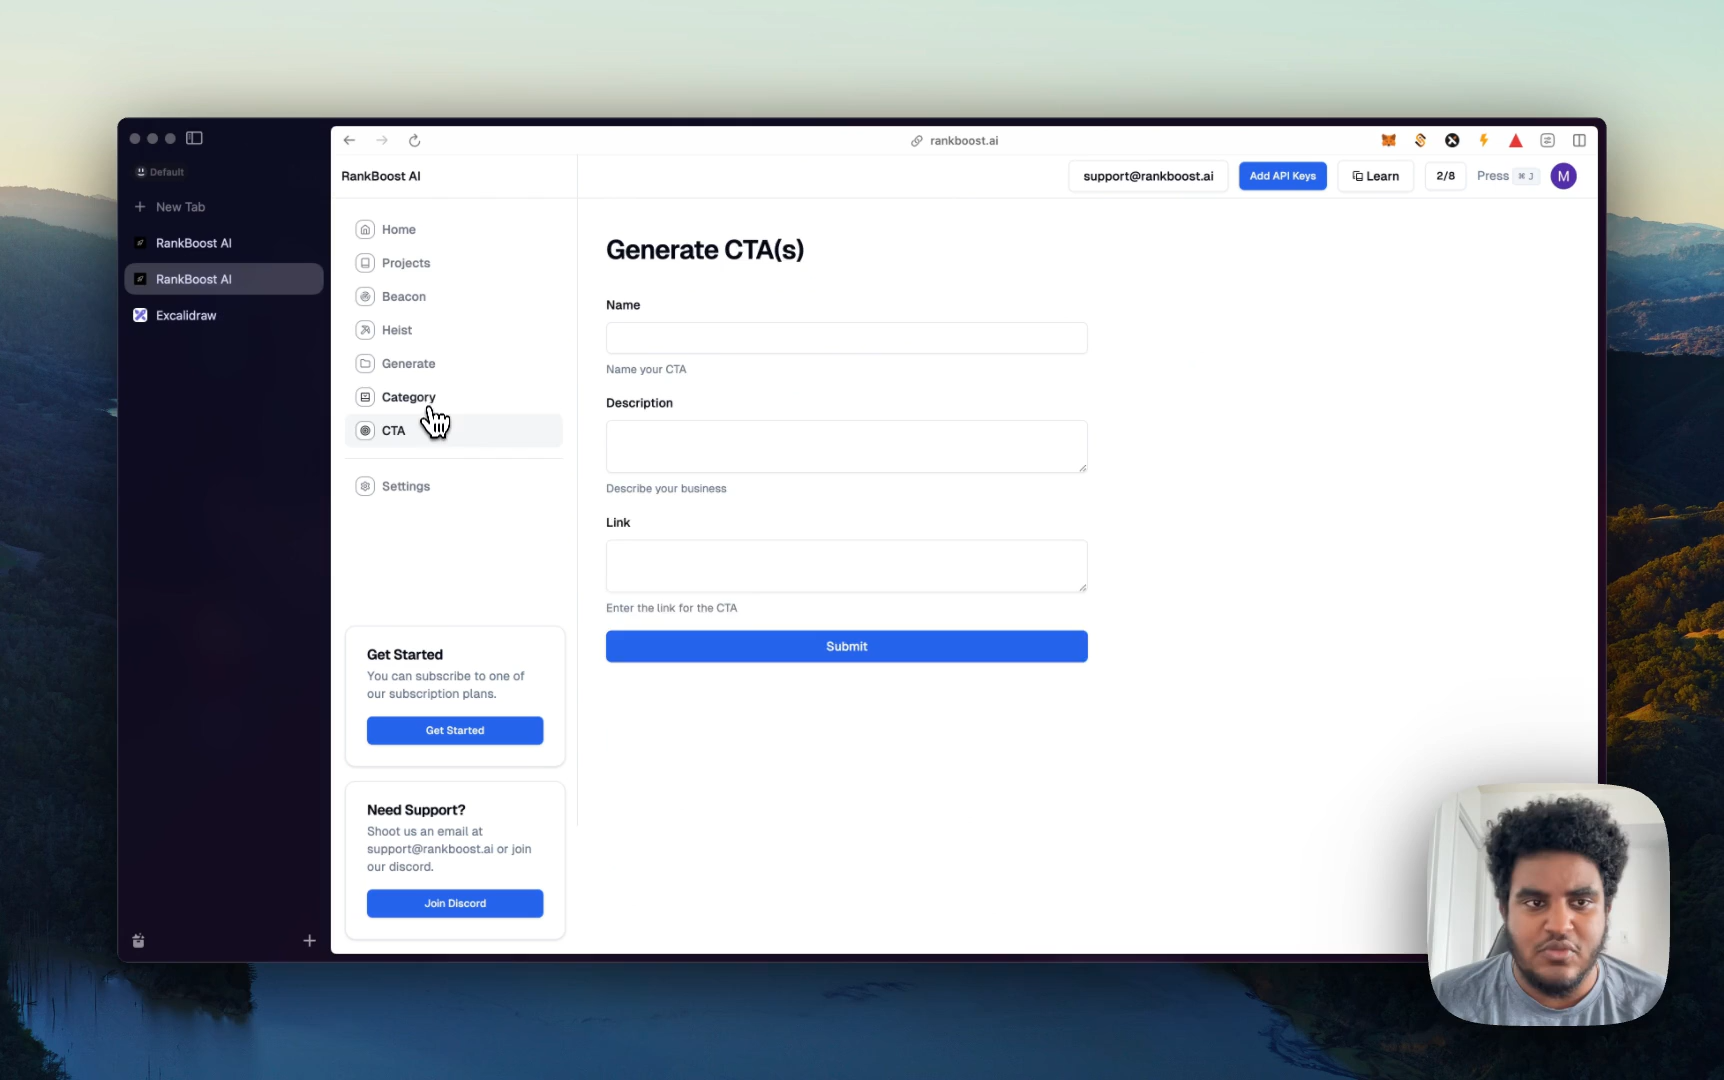 Default
New Tab
RankBoost AI
RankBoost AI
Excalidraw
rankboost.ai
RankBoost AI
support@rankboost.ai
Add API Keys
Learn
2/8
Press ⌘ J
M
Home
Projects
Beacon
Heist
Generate
Category
CTA
Settings
Get Started
You can subscribe to one of
our subscription plans.
Get Started
Need Support?
Shoot us an email at
support@rankboost.ai or join
our discord.
Join Discord
Generate CTA(s)
Name
Name your CTA
Description
Describe your business
Link
Enter the link for the CTA
Submit